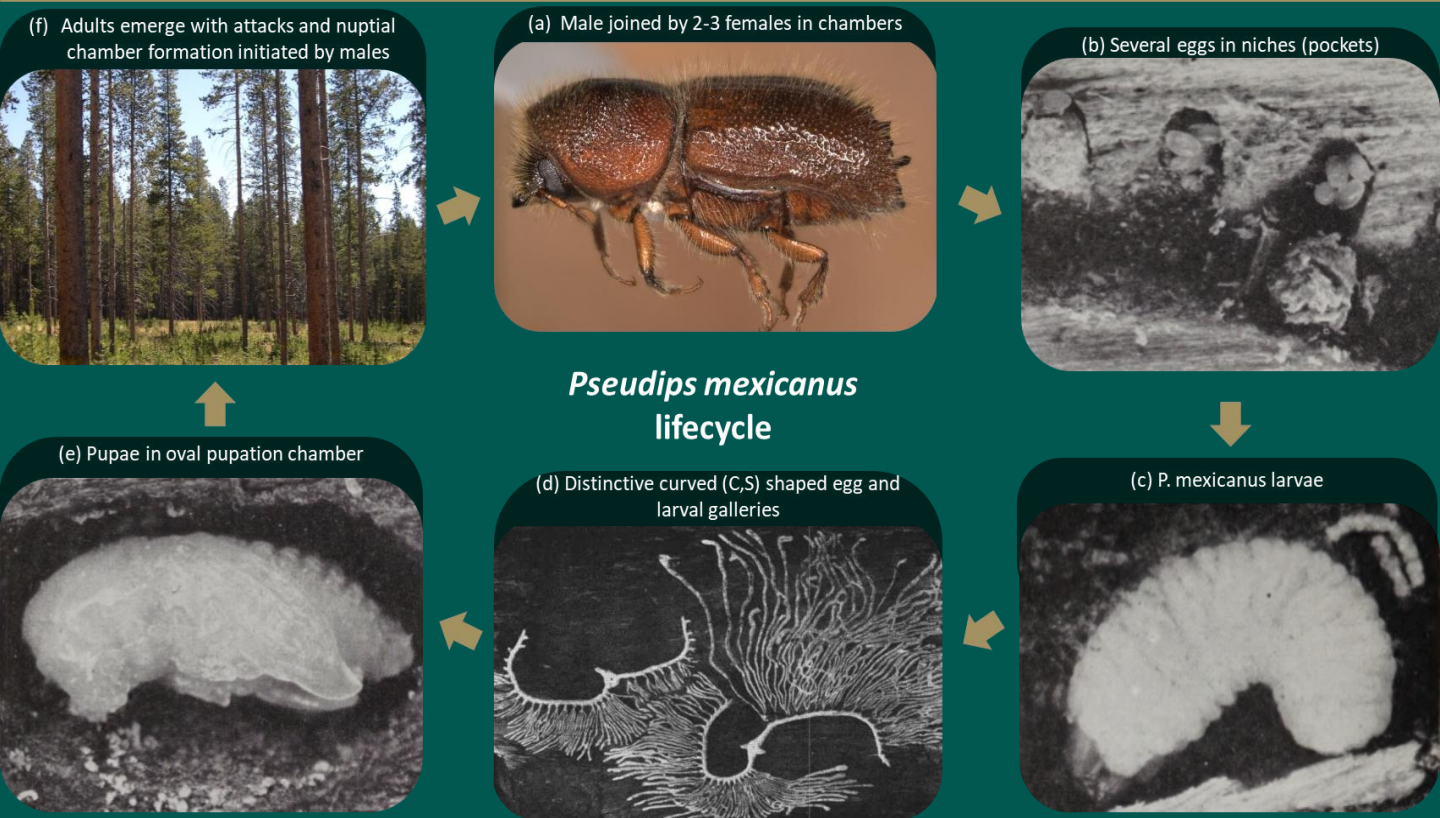 (f) Adults emerge with attacks and nuptial
chamber formation initiated by males
(a) Male joined by 2-3 females in chambers
(b) Several eggs in niches (pockets)
Pseudips mexicanus
lifecycle
(e) Pupae in oval pupation chamber
(d) Distinctive curved (C,S) shaped egg and
larval galleries
(c) P. mexicanus larvae